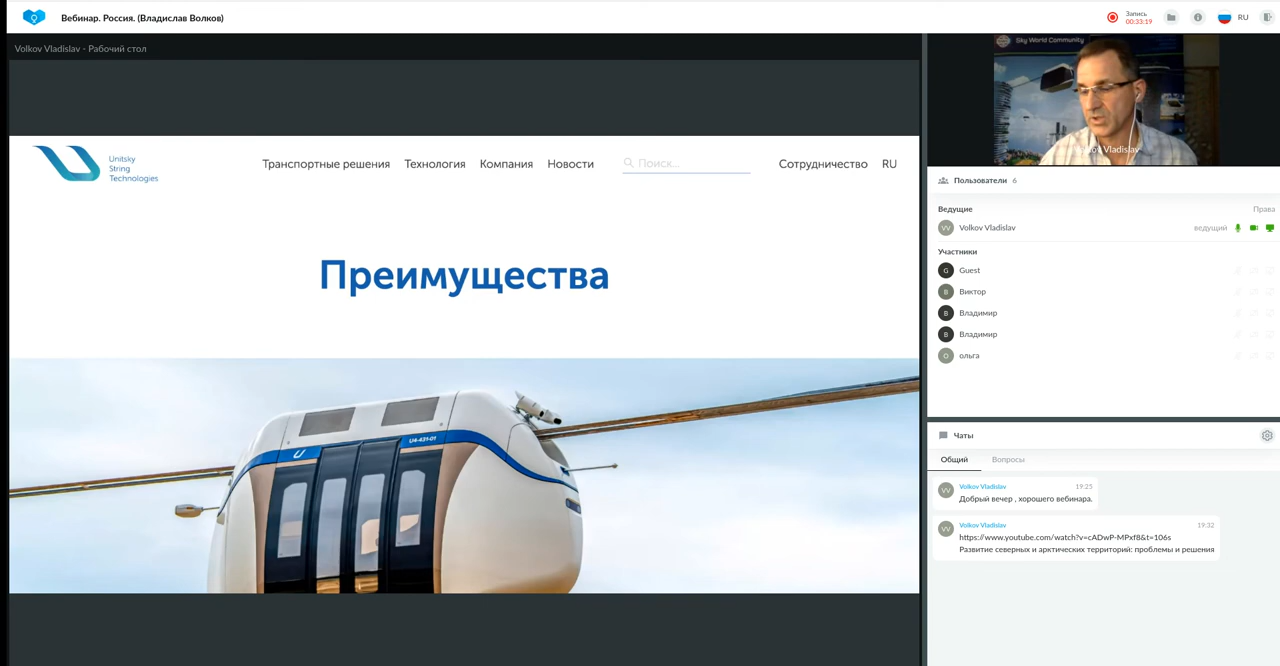 Вебинар. Россия. (Владислав Волков)
Запись
00:33:19
RU
Volkov Vladislav - Рабочий стол
Sky World Community
Volkov Vladislav
Unitsky
String
Technologies
Транспортные решения Технология Компания Новости Поиск... Сотрудничество RU
Преимущества
U4-431-01
Пользователи 6
Ведущие Права
VV Volkov Vladislav ведущий
Участники
G Guest
В Виктор
В Владимир
В Владимир
О ольга
Чаты
Общий Вопросы
VV Volkov Vladislav 19:25
Добрый вечер , хорошего вебинара.
VV Volkov Vladislav 19:32
https://www.youtube.com/watch?v=cADwP-MPxf8&t=106s
Развитие северных и арктических территорий: проблемы и решения